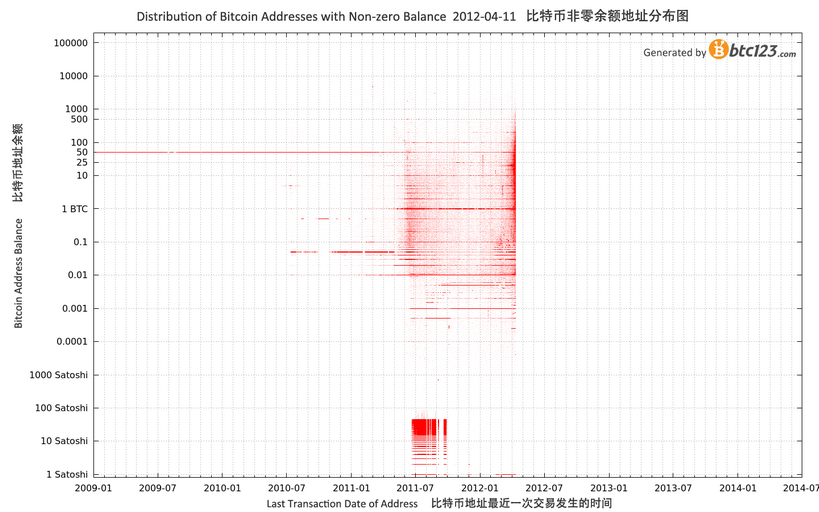 Distribution of Bitcoin Addresses with Non-zero Balance 2012-04-11 比特币非零余额地址分布图
Generated by btc123.com
比特币地址余额
Bitcoin Address Balance
100000
10000
1000
500
100
50
25
10
1 BTC
0.1
0.01
0.001
0.0001
1000 Satoshi
100 Satoshi
10 Satoshi
1 Satoshi
2009-01 2009-07 2010-01 2010-07 2011-01 2011-07 2012-01 2012-07 2013-01 2013-07 2014-01 2014-07
Last Transaction Date of Address 比特币地址最近一次交易发生的时间